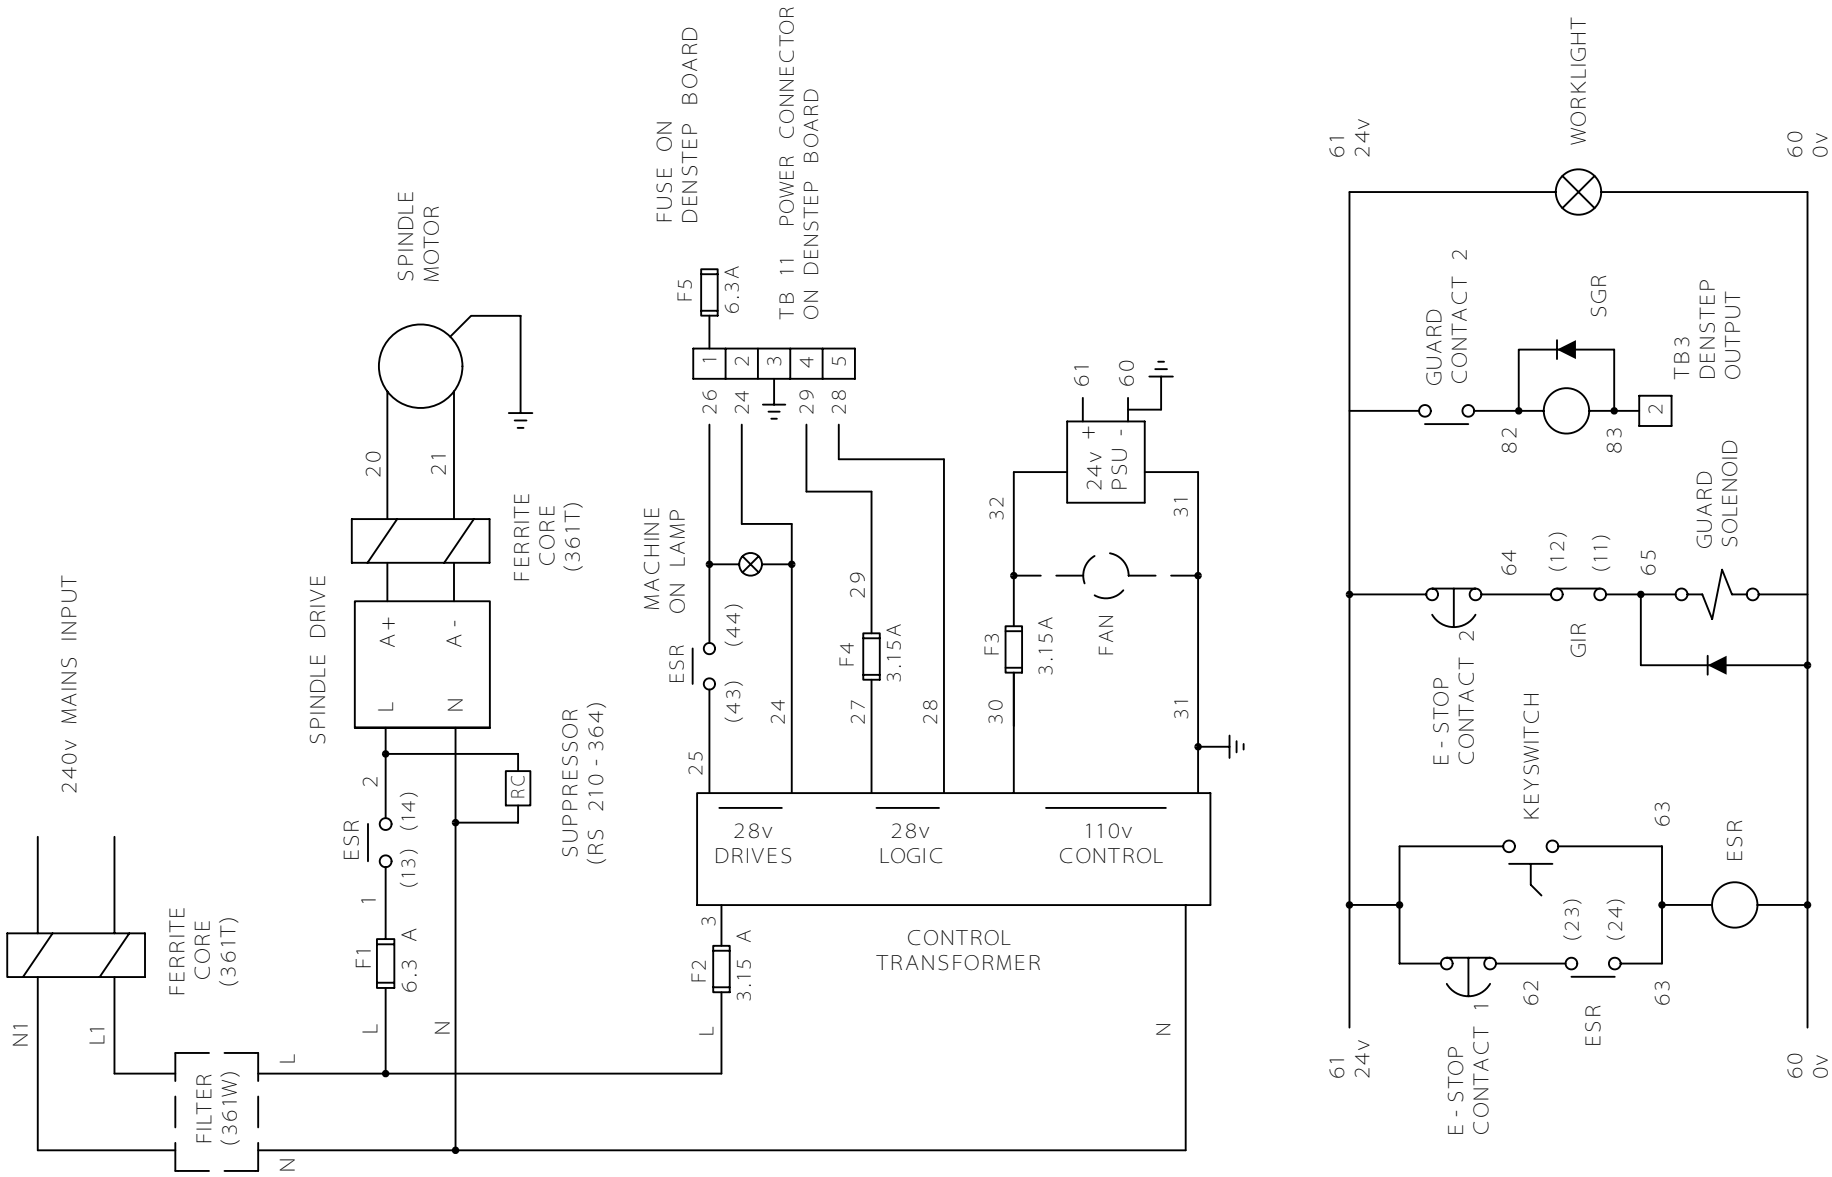 240v MAINS INPUT
N1
L1
FERRITE
CORE
(361T)
FILTER
(361W)
L
N
SPINDLE DRIVE
L
F1
6.3 A
1
ESR
(13) (14)
2
N
L
N
A+
A -
RC
SUPPRESSOR
(RS 210 - 364)
FERRITE
CORE
(361T)
20
21
SPINDLE
MOTOR
L
F2
3.15 A
3
N
CONTROL
TRANSFORMER
28v
DRIVES
28v
LOGIC
110v
CONTROL
25
ESR
(43) (44)
24
MACHINE
ON LAMP
27
F4
3.15A
29
28
26
24
29
28
1
2
3
4
5
F5
6.3A
FUSE ON
DENSTEP BOARD
TB 11 POWER CONNECTOR
ON DENSTEP BOARD
30
F3
3.15A
32
31
FAN
31
24v +
PSU -
61
60
61
24v
60
0v
E - STOP
CONTACT 1
62
ESR
(23)
(24)
63
KEYSWITCH
63
ESR
E - STOP
CONTACT 2
64
GIR
(12)
(11)
65
GUARD
SOLENOID
GUARD
CONTACT 2
82
83
SGR
2
TB3
DENSTEP
OUTPUT
WORKLIGHT
61
24v
60
0v